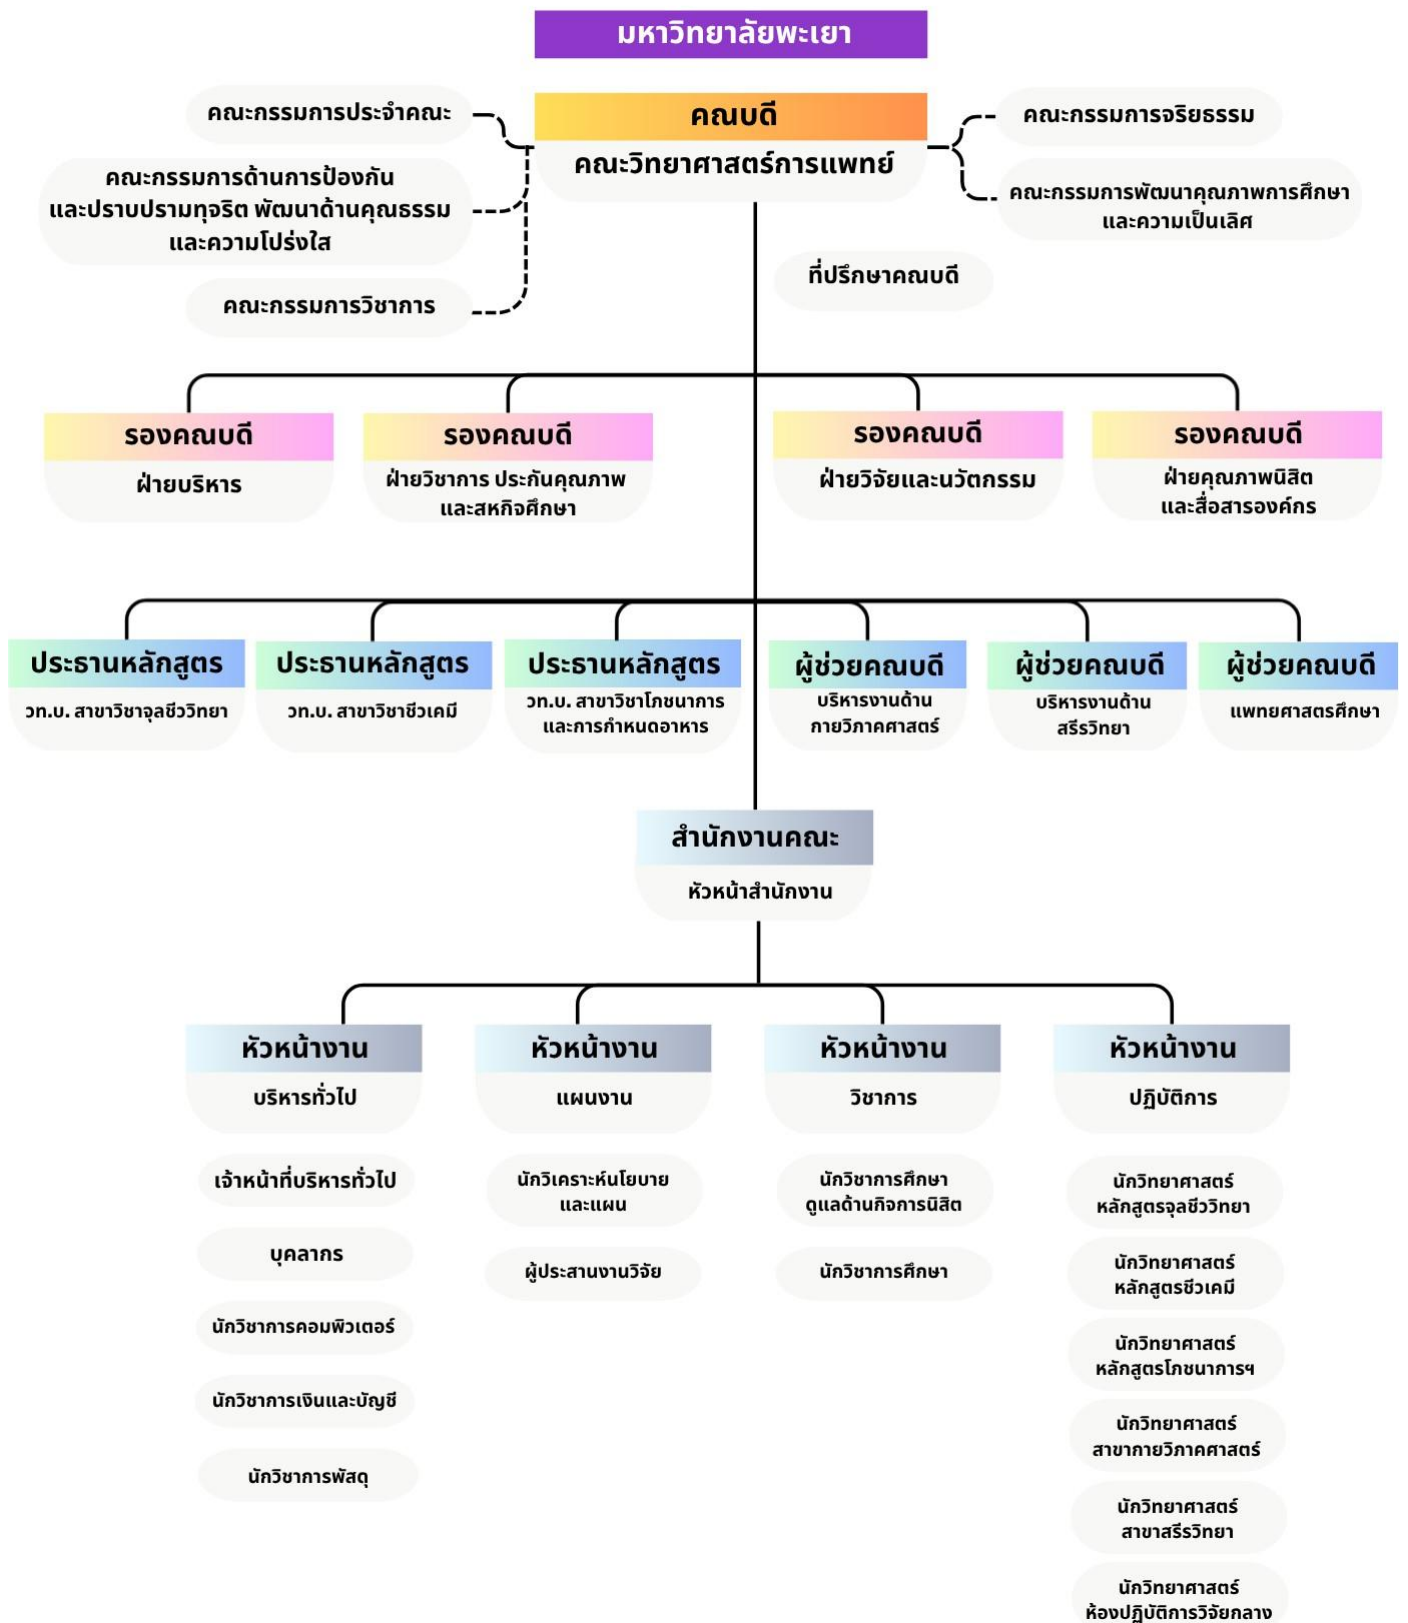 มหาวิทยาลัยพะเยา
คณบดี
คณะวิทยาศาสตร์การแพทย์
คณะกรรมการประจำคณะ
คณะกรรมการด้านการป้องกัน
และปราบปรามทุจริต พัฒนาด้านคุณธรรม
และความโปร่งใส
คณะกรรมการวิชาการ
คณะกรรมการจริยธรรม
คณะกรรมการพัฒนาคุณภาพการศึกษา
และความเป็นเลิศ
ที่ปรึกษาคณบดี
รองคณบดี
ฝ่ายบริหาร
รองคณบดี
ฝ่ายวิชาการ ประกันคุณภาพ
และสหกิจศึกษา
รองคณบดี
ฝ่ายวิจัยและนวัตกรรม
รองคณบดี
ฝ่ายคุณภาพนิสิต
และสื่อสารองค์กร
ประธานหลักสูตร
วท.บ. สาขาวิชาจุลชีววิทยา
ประธานหลักสูตร
วท.บ. สาขาวิชาชีวเคมี
ประธานหลักสูตร
วท.บ. สาขาวิชาโภชนาการ
และการกำหนดอาหาร
ผู้ช่วยคณบดี
บริหารงานด้าน
กายวิภาคศาสตร์
ผู้ช่วยคณบดี
บริหารงานด้าน
สรีรวิทยา
ผู้ช่วยคณบดี
แพทยศาสตรศึกษา
สำนักงานคณะ
หัวหน้าสำนักงาน
หัวหน้างาน
บริหารทั่วไป
เจ้าหน้าที่บริหารทั่วไป
บุคลากร
นักวิชาการคอมพิวเตอร์
นักวิชาการเงินและบัญชี
นักวิชาการพัสดุ
หัวหน้างาน
แผนงาน
นักวิเคราะห์นโยบาย
และแผน
ผู้ประสานงานวิจัย
หัวหน้างาน
วิชาการ
นักวิชาการศึกษา
ดูแลด้านกิจการนิสิต
นักวิชาการศึกษา
หัวหน้างาน
ปฏิบัติการ
นักวิทยาศาสตร์
หลักสูตรจุลชีววิทยา
นักวิทยาศาสตร์
หลักสูตรชีวเคมี
นักวิทยาศาสตร์
หลักสูตรโภชนาการฯ
นักวิทยาศาสตร์
สาขากายวิภาคศาสตร์
นักวิทยาศาสตร์
สาขาสรีรวิทยา
นักวิทยาศาสตร์
ห้องปฏิบัติการวิจัยกลาง